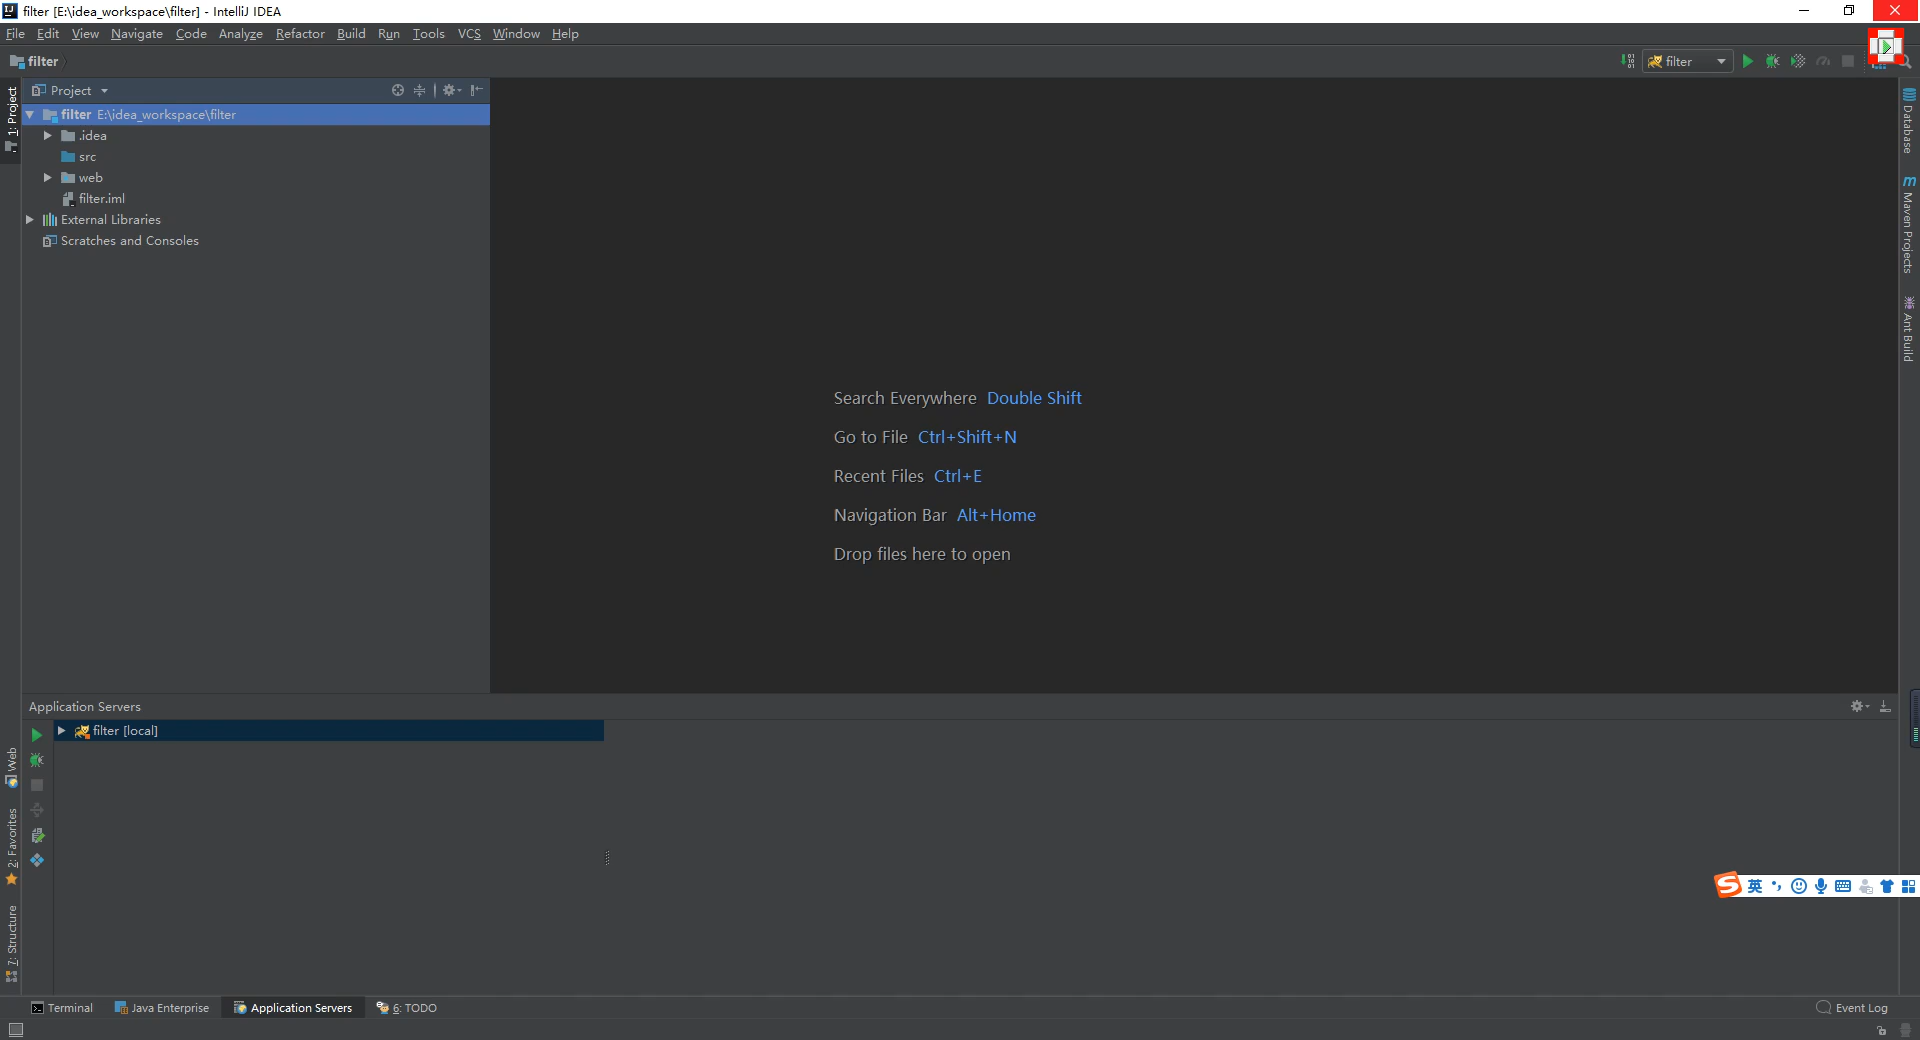 filter [E:\idea_workspace\filter] - IntelliJ IDEA
File Edit View Navigate Code Analyze Refactor Build Run Tools VCS Window Help
filter
filter
Project
1: Project
filter E:\idea_workspace\filter
.idea
src
web
filter.iml
External Libraries
Scratches and Consoles
Database
Maven Projects
Ant Build
Search Everywhere Double Shift
Go to File Ctrl+Shift+N
Recent Files Ctrl+E
Navigation Bar Alt+Home
Drop files here to open
Application Servers
filter [local]
Web
2: Favorites
7: Structure
英
Terminal Java Enterprise Application Servers 6: TODO Event Log